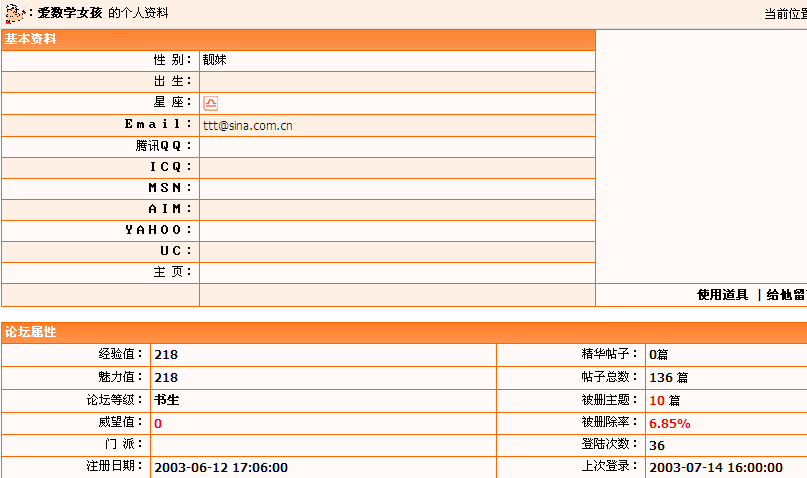 ：爱数学女孩 的个人资料
当前位置
基本资料
性 别： 靓妹
出 生：
星 座：
Email： ttt@sina.com.cn
腾讯QQ：
ICQ：
MSN：
AIM：
YAHOO：
UC：
主 页：
使用道具 | 给他留
论坛属性
经验值： 218 精华帖子： 0篇
魅力值： 218 帖子总数： 136 篇
论坛等级： 书生 被删主题： 10 篇
威望值： 0 被删除率： 6.85%
门 派： 登陆次数： 36
注册日期： 2003-06-12 17:06:00 上次登录： 2003-07-14 16:00:00